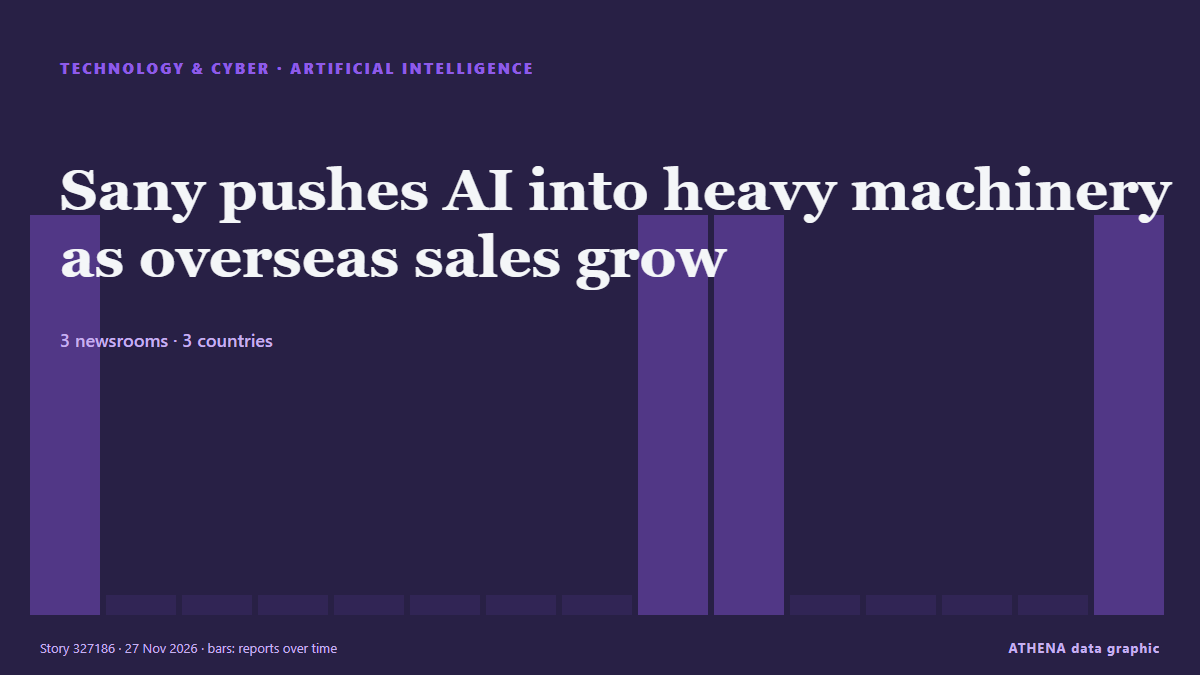 TECHNOLOGY & CYBER · ARTIFICIAL INTELLIGENCE
Sany pushes AI into heavy machinery
as overseas sales grow
3 newsrooms · 3 countries
Story 327186 · 27 Nov 2026 · bars: reports over time
ATHENA data graphic